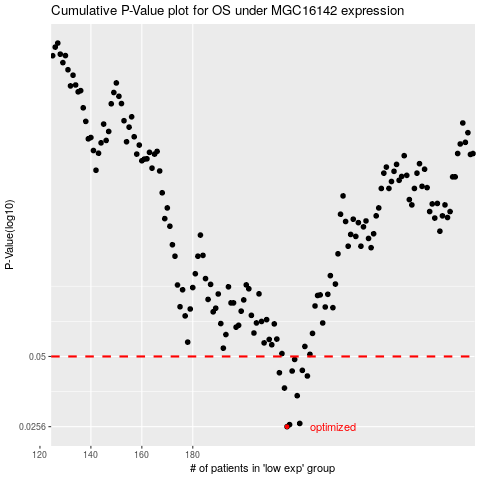 Cumulative P-Value plot for OS under MGC16142 expression
P-Value(log10)
0.05
0.0256
optimized
120 140 160 180
# of patients in 'low exp' group